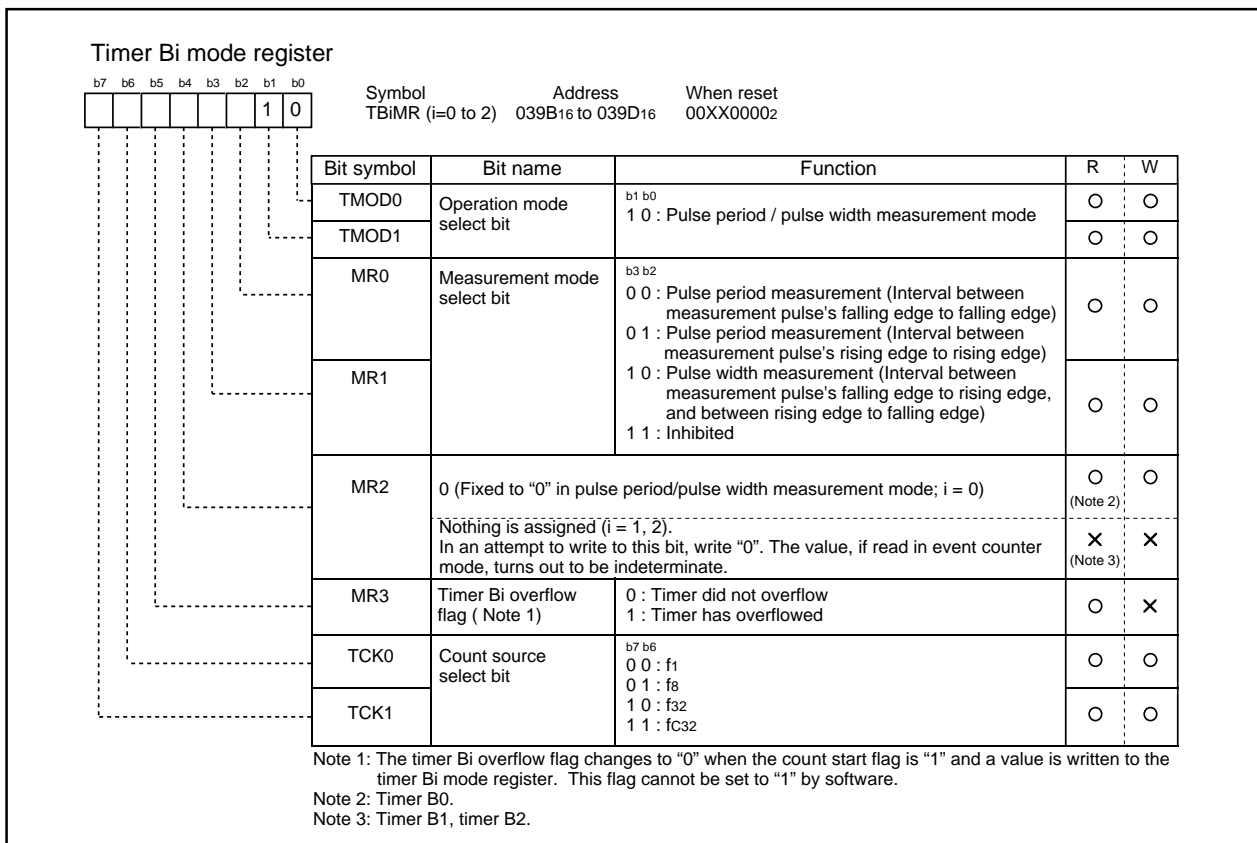 Timer Bi mode register
b7 b6 b5 b4 b3 b2 b1 b0
1 0
Symbol Address When reset
TBiMR (i=0 to 2) 039B16 to 039D16 00XX00002
Bit symbol Bit name Function R W
TMOD0 Operation mode select bit
b1 b0
1 0 : Pulse period / pulse width measurement mode
TMOD1
MR0 Measurement mode select bit
b3 b2
0 0 : Pulse period measurement (Interval between
measurement pulse's falling edge to falling edge)
0 1 : Pulse period measurement (Interval between
measurement pulse's rising edge to rising edge)
MR1
1 0 : Pulse width measurement (Interval between
measurement pulse's falling edge to rising edge,
and between rising edge to falling edge)
1 1 : Inhibited
MR2
0 (Fixed to “0” in pulse period/pulse width measurement mode; i = 0)
(Note 2)
Nothing is assigned (i = 1, 2).
In an attempt to write to this bit, write “0”. The value, if read in event counter
mode, turns out to be indeterminate.
(Note 3)
MR3 Timer Bi overflow
flag ( Note 1)
0 : Timer did not overflow
1 : Timer has overflowed
TCK0 Count source
select bit
b7 b6
0 0 : f1
0 1 : f8
TCK1
1 0 : f32
1 1 : fC32
Note 1: The timer Bi overflow flag changes to “0” when the count start flag is “1” and a value is written to the
timer Bi mode register. This flag cannot be set to “1” by software.
Note 2: Timer B0.
Note 3: Timer B1, timer B2.